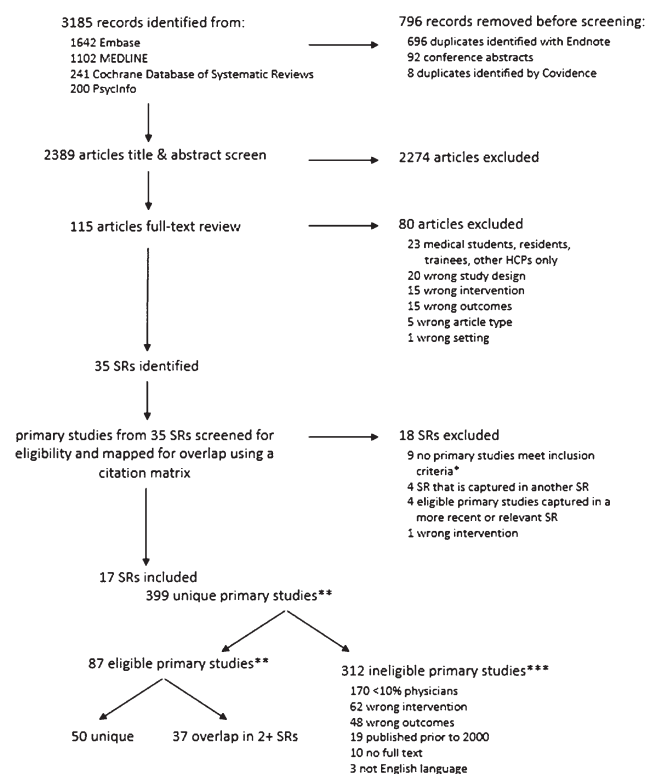 3185 records identified from:
1642 Embase
1102 MEDLINE
241 Cochrane Database of Systematic Reviews
200 PsycInfo
796 records removed before screening:
696 duplicates identified with Endnote
92 conference abstracts
8 duplicates identified by Covidence
2389 articles title & abstract screen
2274 articles excluded
115 articles full-text review
80 articles excluded
23 medical students, residents,
trainees, other HCPs only
20 wrong study design
15 wrong intervention
15 wrong outcomes
5 wrong article type
1 wrong setting
35 SRs identified
primary studies from 35 SRs screened for
eligibility and mapped for overlap using a
citation matrix
18 SRs excluded
9 no primary studies meet inclusion
criteria*
4 SR that is captured in another SR
4 eligible primary studies captured in a
more recent or relevant SR
1 wrong intervention
17 SRs included
399 unique primary studies**
87 eligible primary studies**
50 unique
37 overlap in 2+ SRs
312 ineligible primary studies***
170 <10% physicians
62 wrong intervention
48 wrong outcomes
19 published prior to 2000
10 no full text
3 not English language